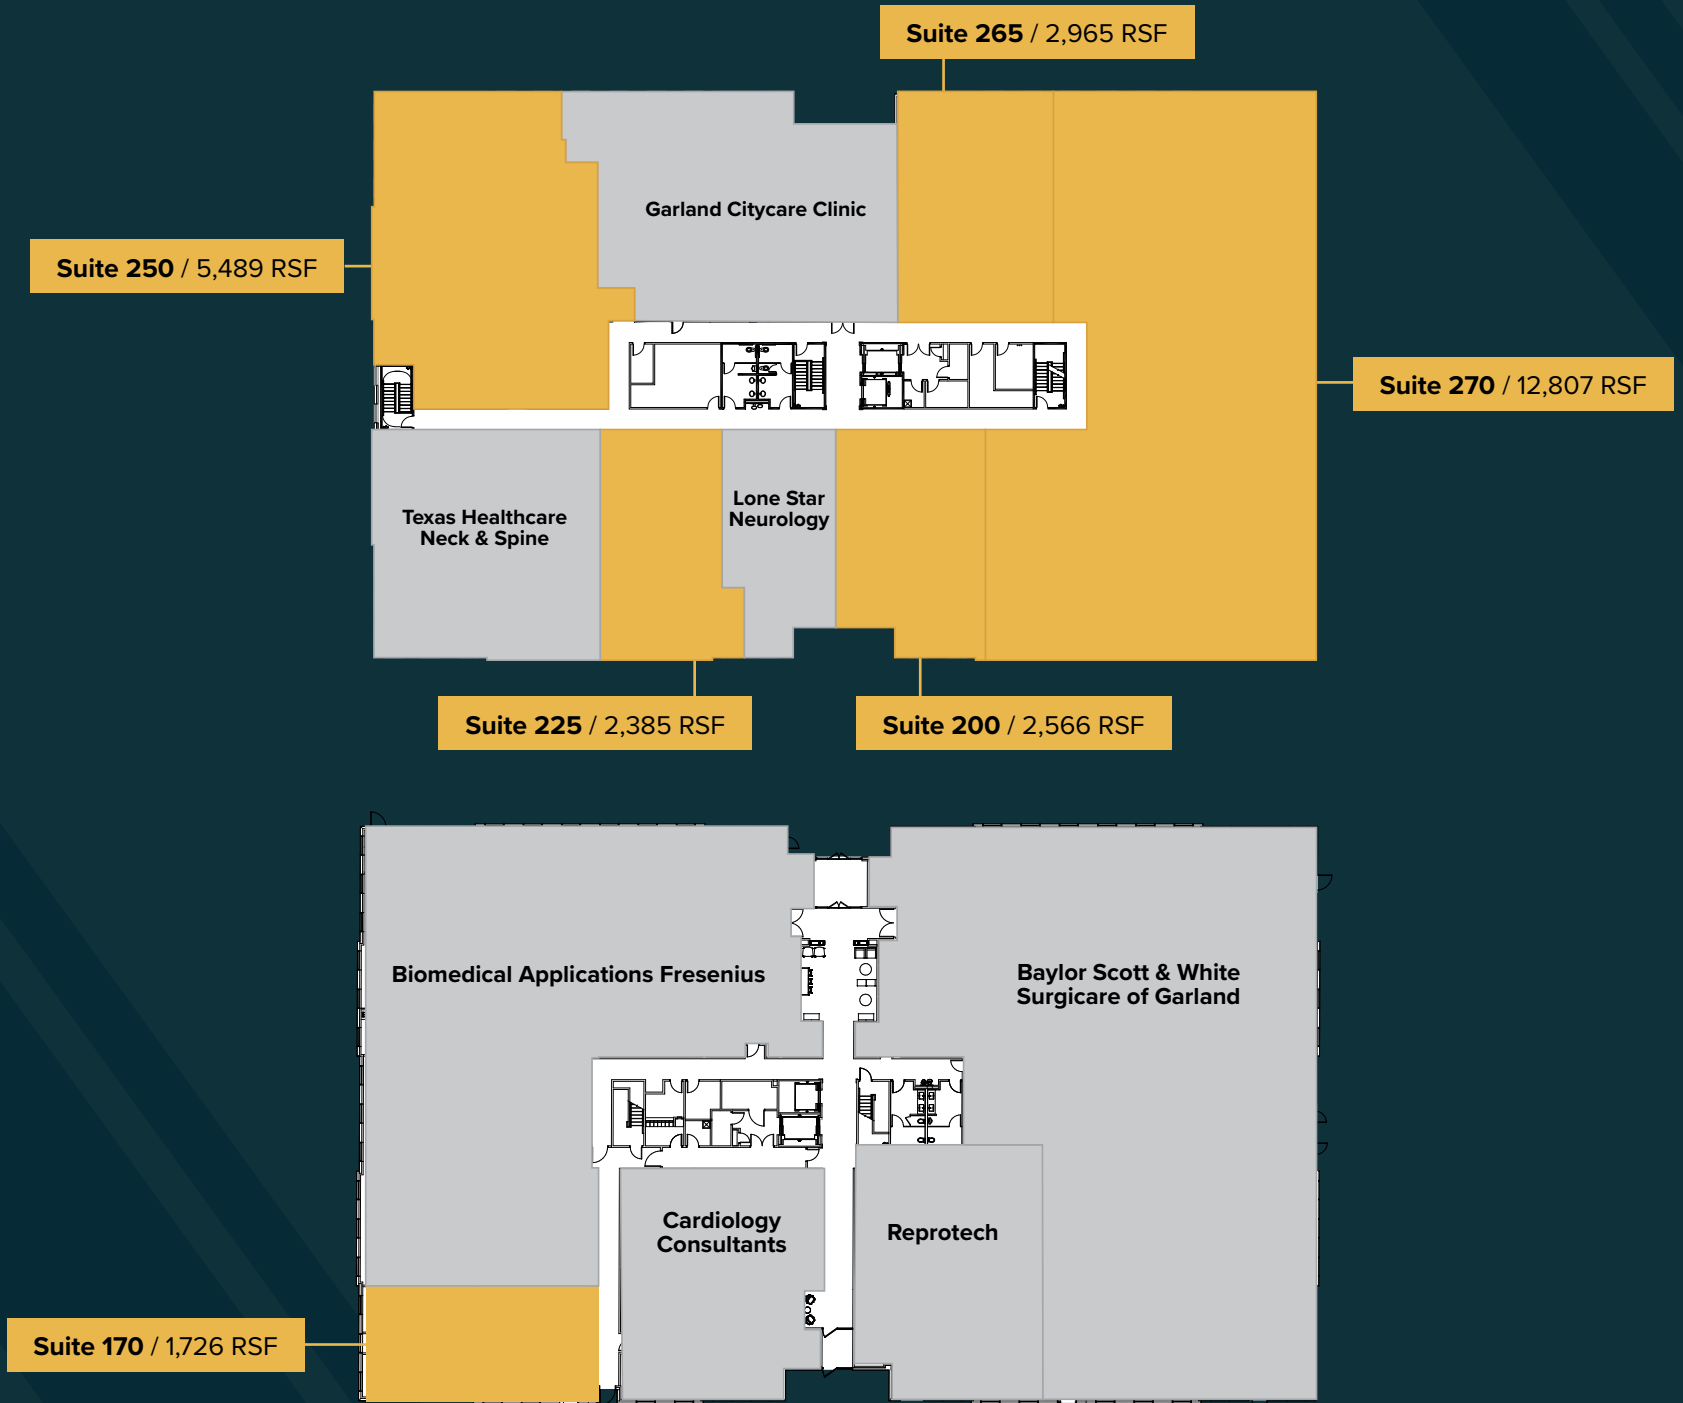 Suite 265 / 2,965 RSF
Garland Citycare Clinic
Suite 250 / 5,489 RSF
Suite 270 / 12,807 RSF
Texas Healthcare
Neck & Spine
Lone Star
Neurology
Suite 225 / 2,385 RSF
Suite 200 / 2,566 RSF
Biomedical Applications Fresenius
Baylor Scott & White
Surgicare of Garland
Cardiology
Consultants
Reprotech
Suite 170 / 1,726 RSF